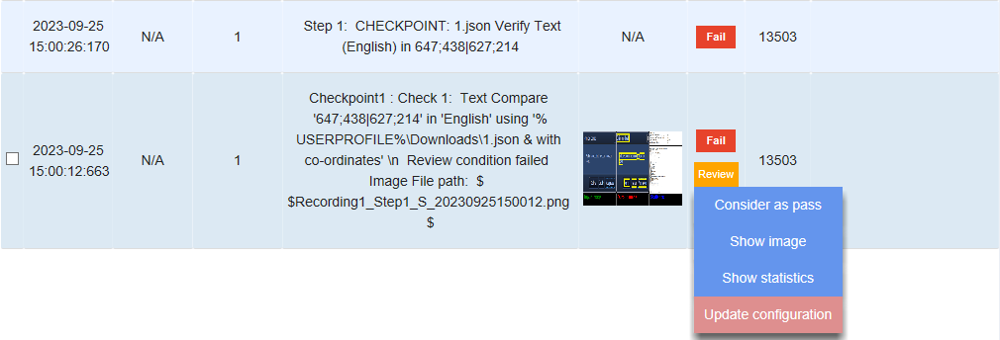 2023-09-25
15:00:26:170
N/A
1
Step 1:  CHECKPOINT: 1.json Verify Text
(English) in 647;438|627;214
N/A
Fail
13503
2023-09-25
15:00:12:663
N/A
1
Checkpoint1 : Check 1:  Text Compare
'647;438|627;214' in 'English' using '%
USERPROFILE%\Downloads\1.json & with
co-ordinates' \n  Review condition failed
Image File path:  $
$Recording1_Step1_S_20230925150012.png
$
Fail
Review
13503
Consider as pass
Show image
Show statistics
Update configuration